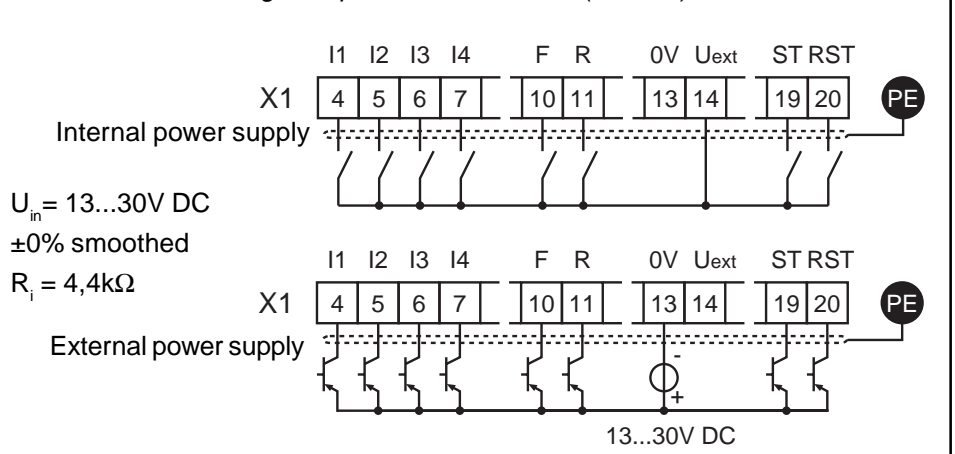 I1 I2 I3 I4 F R 0V Uext ST RST
X1 4 5 6 7 10 11 13 14 19 20 PE
Internal power supply
Uin= 13...30V DC
±0% smoothed
Ri = 4,4kΩ
I1 I2 I3 I4 F R 0V Uext ST RST
X1 4 5 6 7 10 11 13 14 19 20 PE
External power supply
-
+
13...30V DC